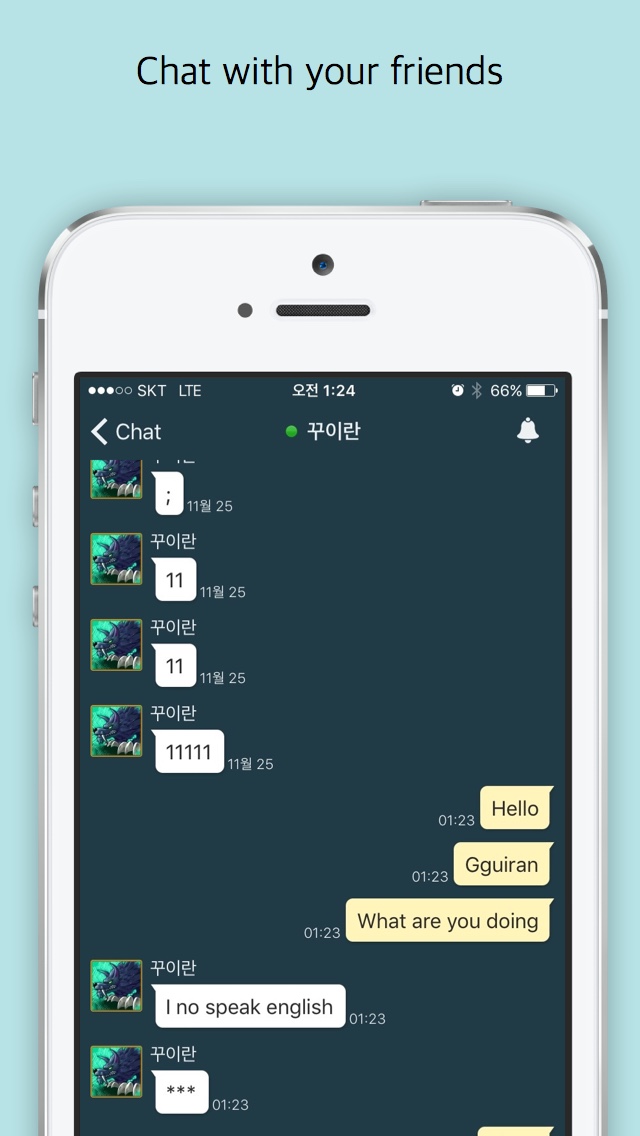 Chat with your friends
SKT LTE 오전 1:24 66%
Chat 꾸이란
;
11월 25
꾸이란
11
11월 25
꾸이란
11
11월 25
꾸이란
11111
11월 25
Hello
01:23
Gguiran
01:23
What are you doing
01:23
꾸이란
I no speak english
01:23
꾸이란
***
01:23